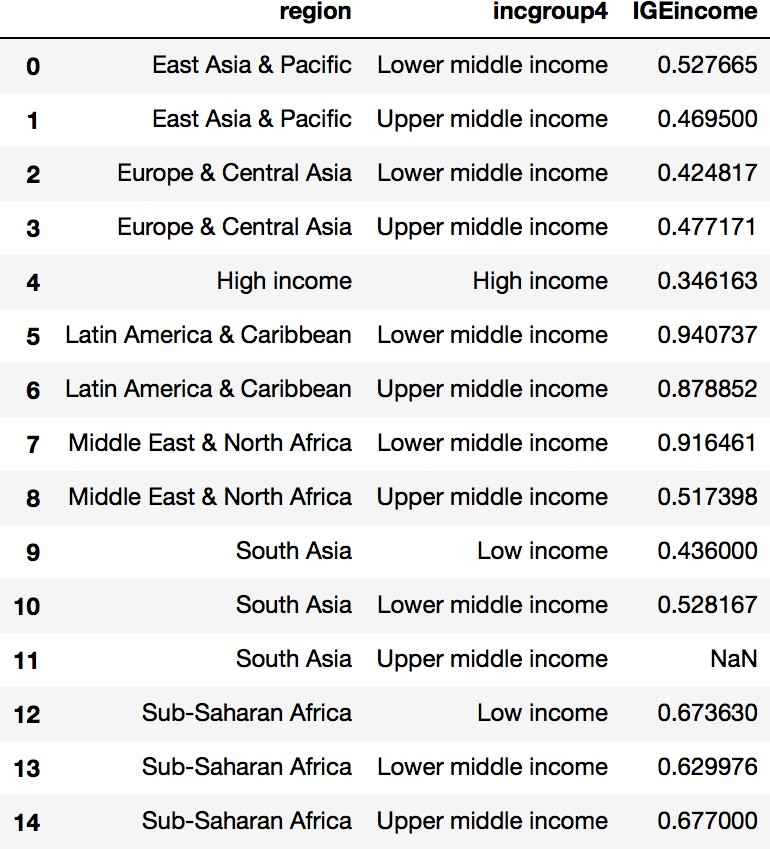 region incgroup4 IGEincome
0 East Asia & Pacific Lower middle income 0.527665
1 East Asia & Pacific Upper middle income 0.469500
2 Europe & Central Asia Lower middle income 0.424817
3 Europe & Central Asia Upper middle income 0.477171
4 High income High income 0.346163
5 Latin America & Caribbean Lower middle income 0.940737
6 Latin America & Caribbean Upper middle income 0.878852
7 Middle East & North Africa Lower middle income 0.916461
8 Middle East & North Africa Upper middle income 0.517398
9 South Asia Low income 0.436000
10 South Asia Lower middle income 0.528167
11 South Asia Upper middle income NaN
12 Sub-Saharan Africa Low income 0.673630
13 Sub-Saharan Africa Lower middle income 0.629976
14 Sub-Saharan Africa Upper middle income 0.677000